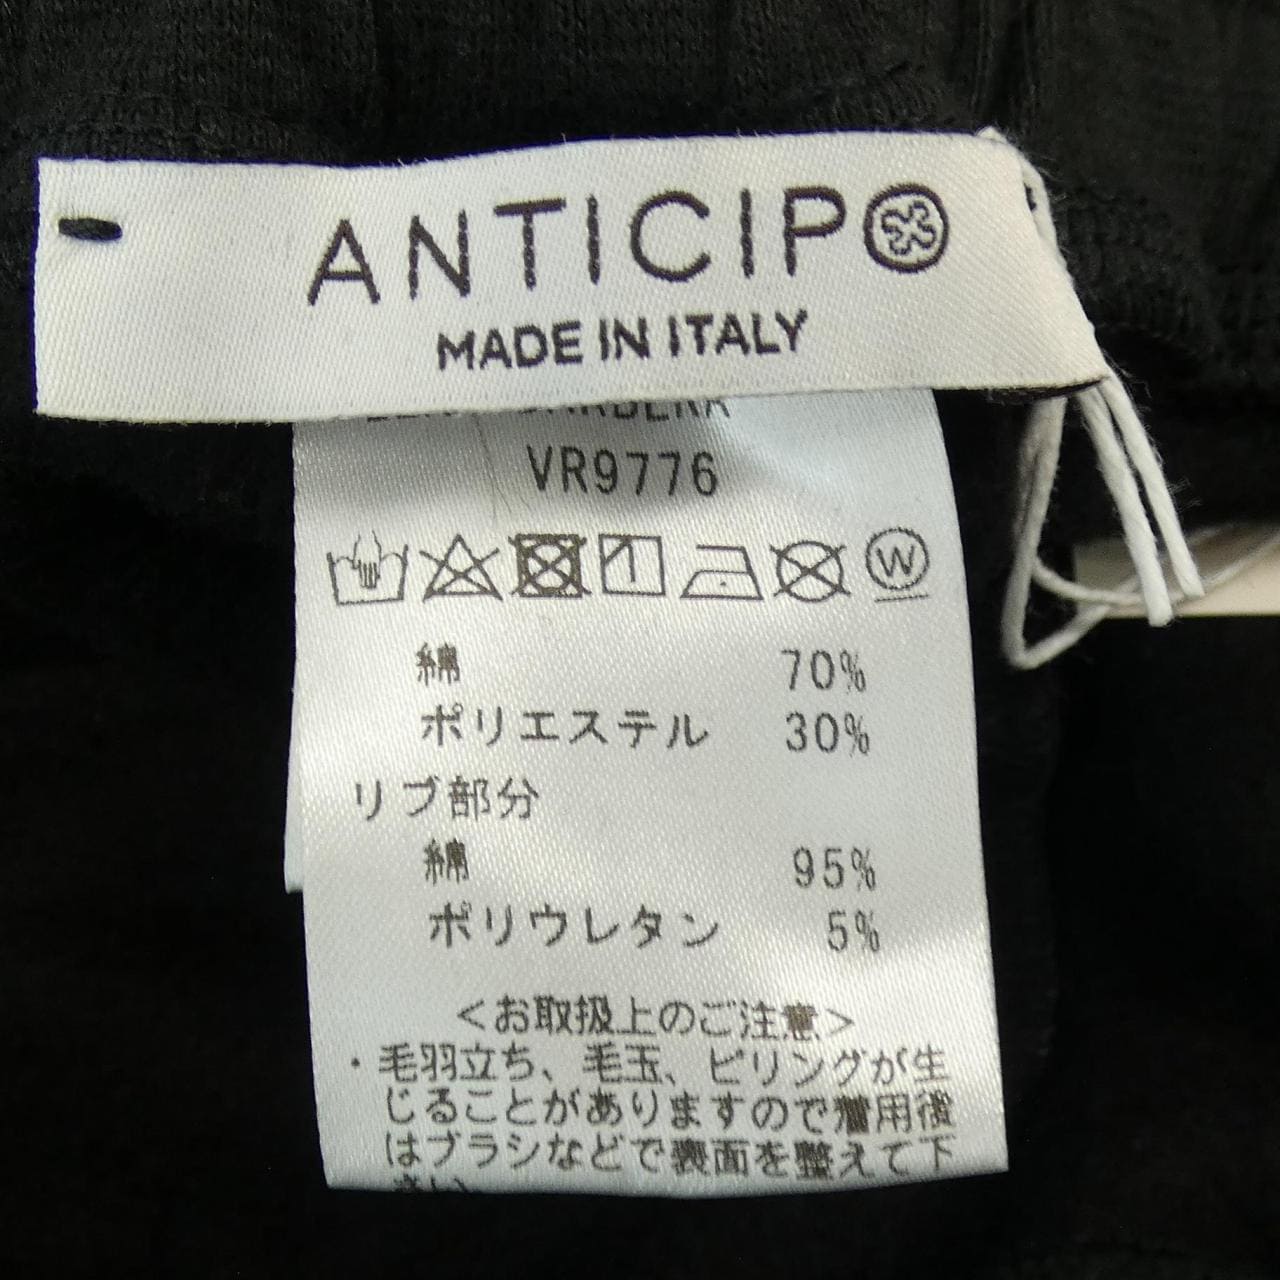 ANTICIPO
MADE IN ITALY
VR9776
W
綿 70%
ポリエステル 30%
リブ部分
綿 95%
ポリウレタン 5%
<お取扱上のご注意>
・毛羽立ち、毛玉、ピリングが生
じることがありますので着用後
はブラシなどで表面を整えて下
さい